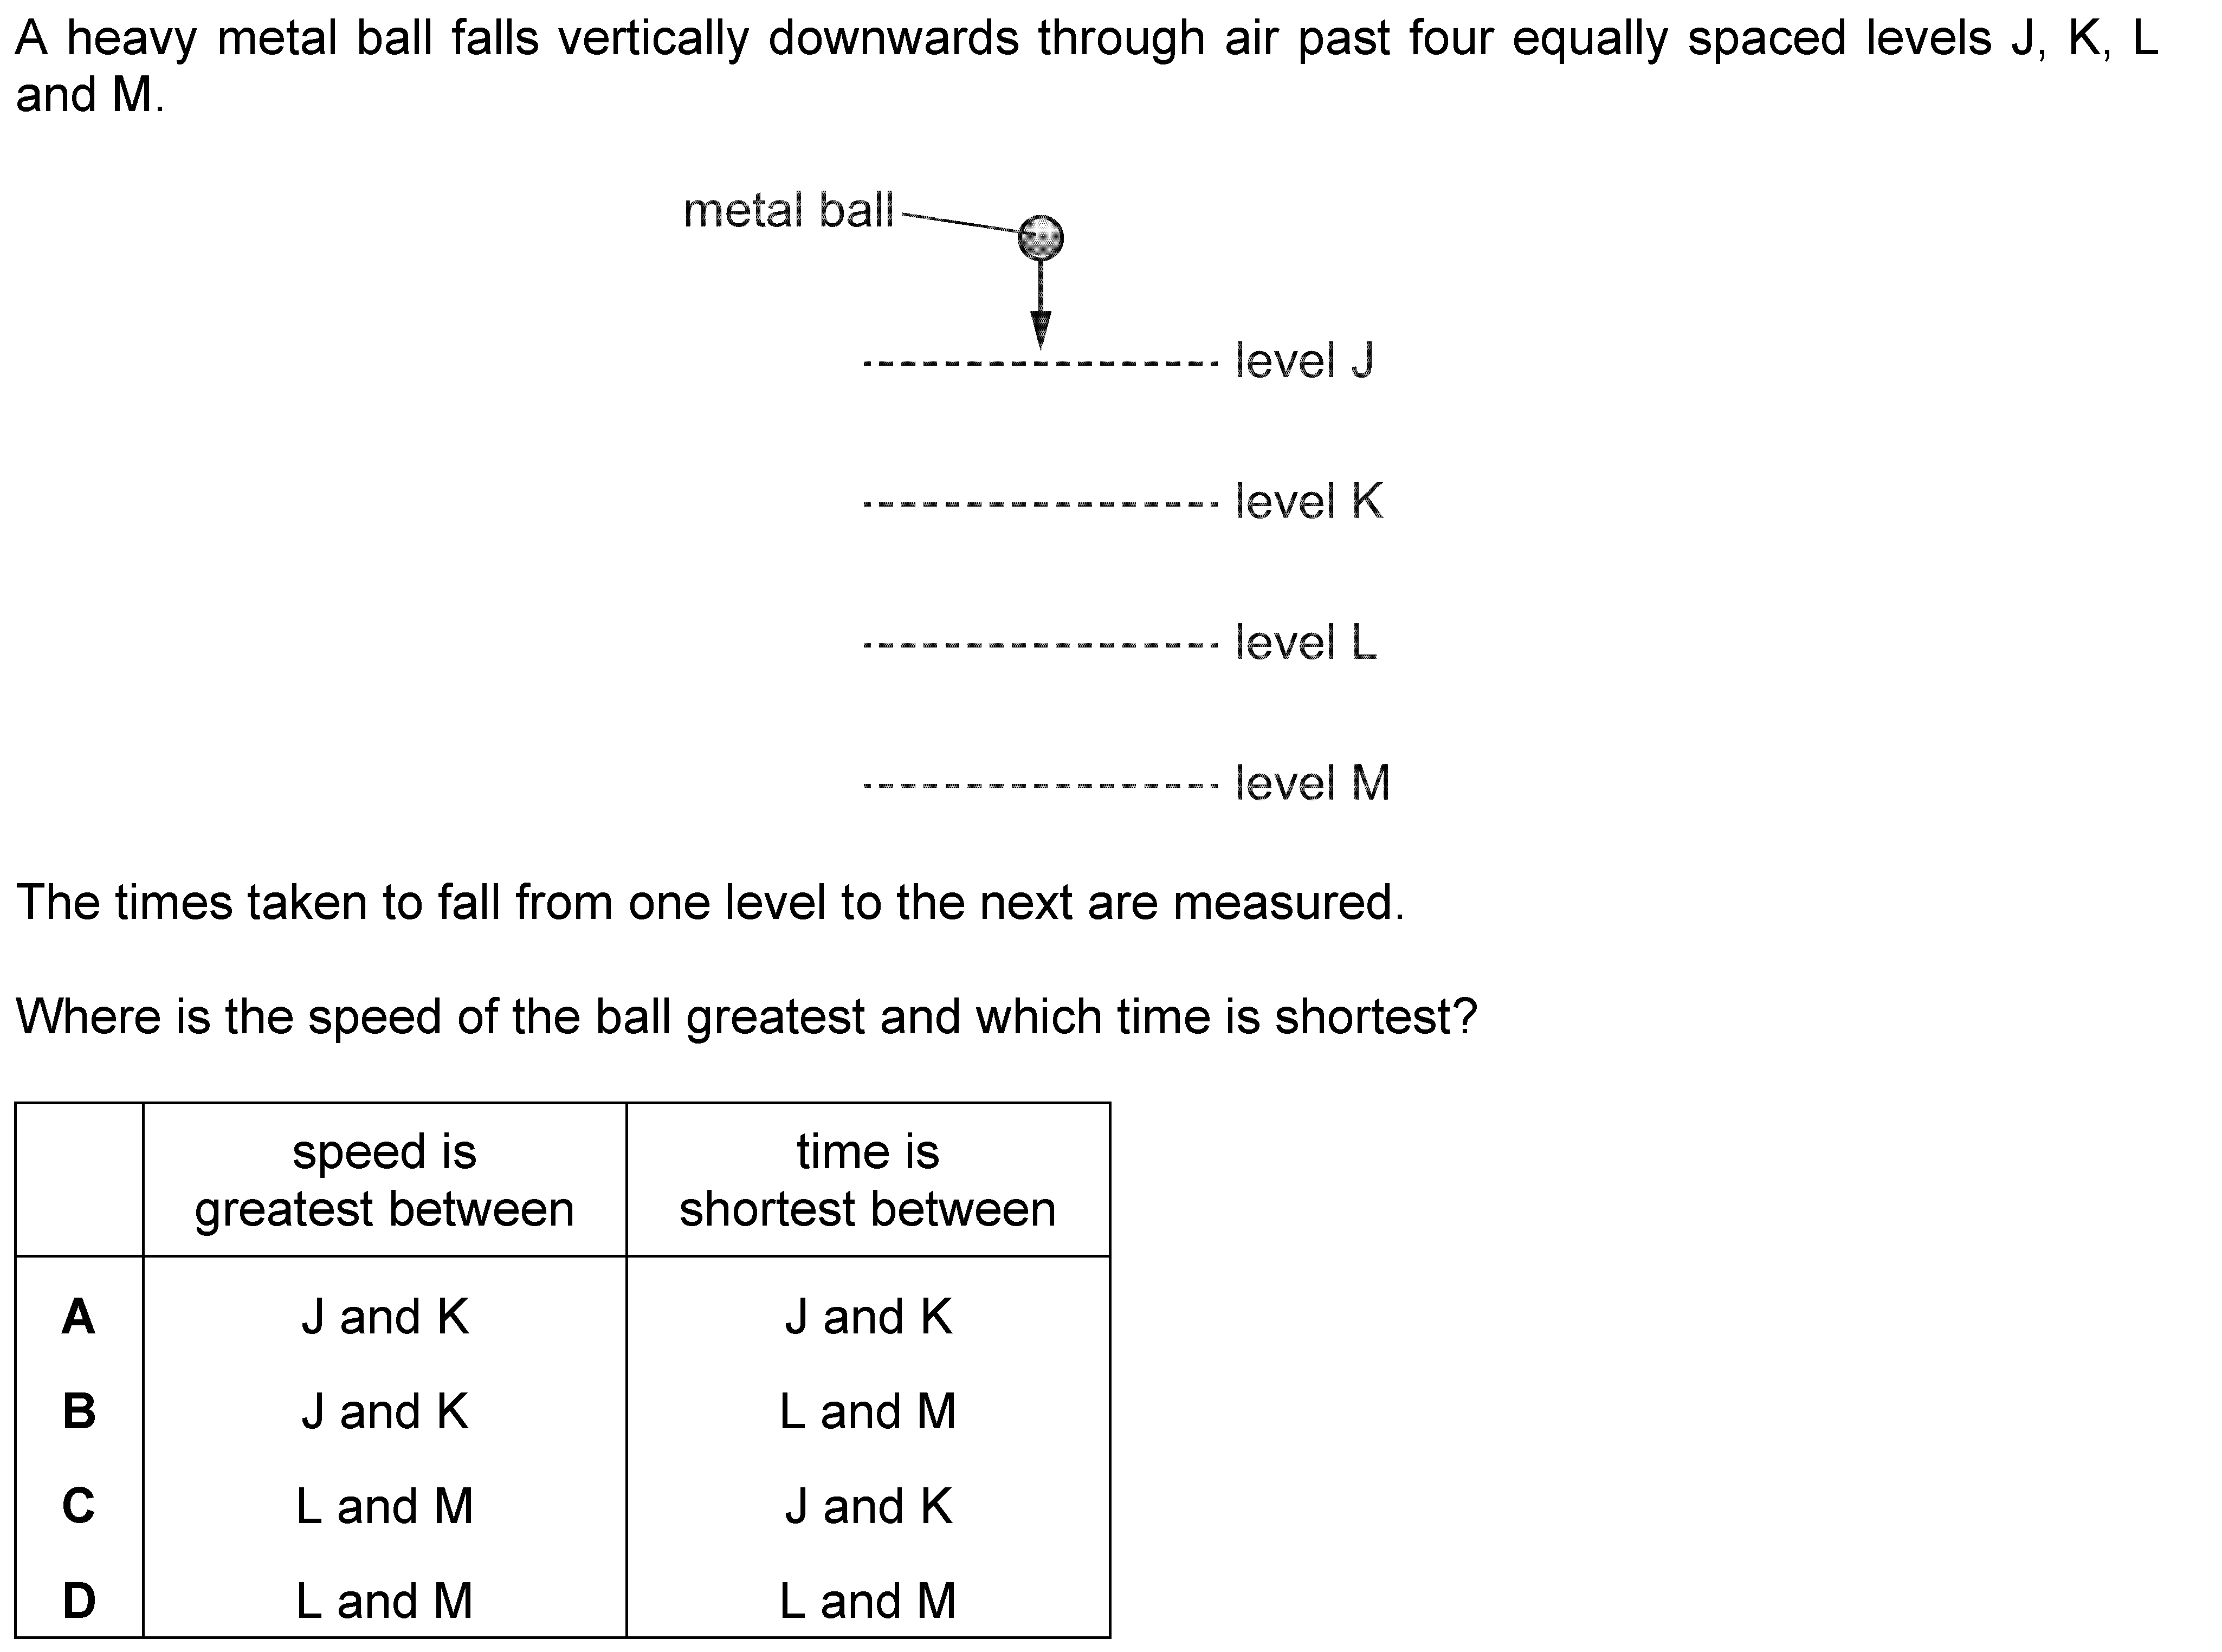 A heavy metal ball falls vertically downwards through air past four equally spaced levels J, K, L
and M.
metal ball
level J
level K
level L
level M
The times taken to fall from one level to the next are measured.
Where is the speed of the ball greatest and which time is shortest?
speed is time is
greatest between shortest between
A J and K J and K
B J and K L and M
C L and M J and K
D L and M L and M